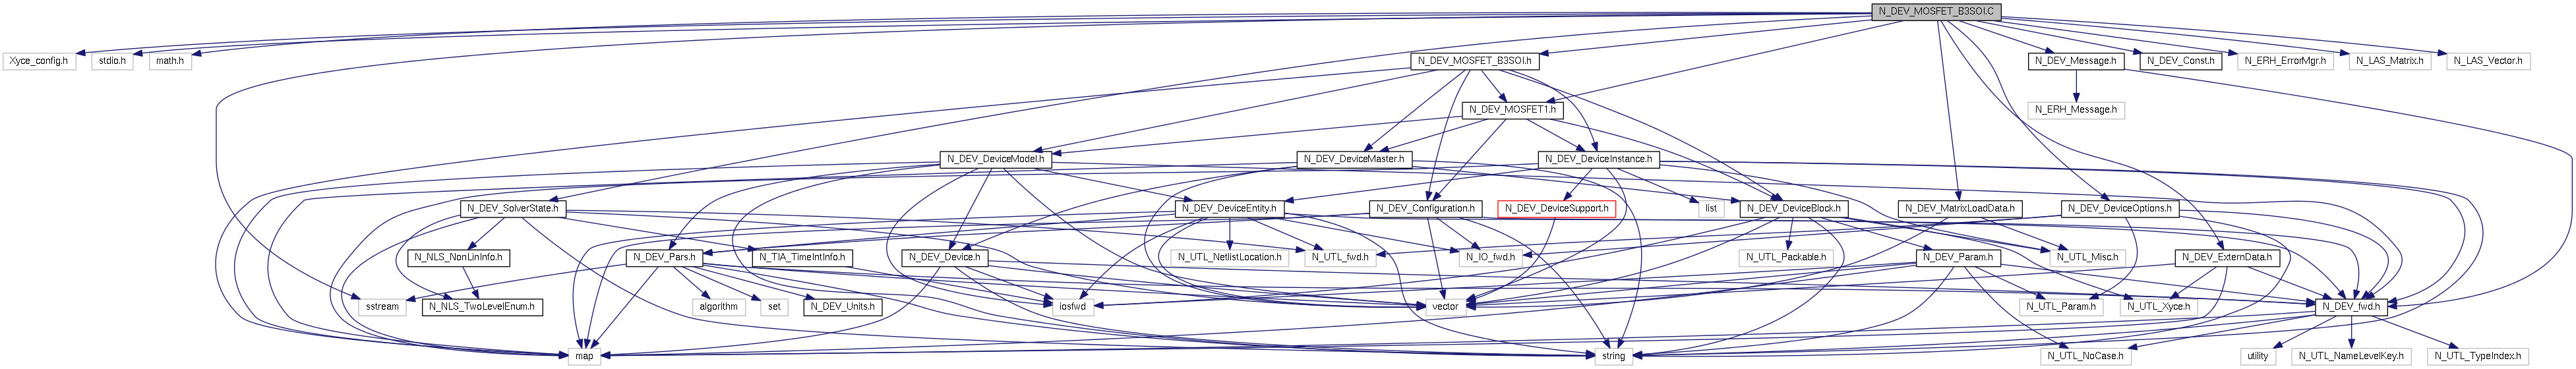 N_DEV_MOSFET_B3SOI.C
Xyce_config.h
stdio.h
math.h
N_DEV_MOSFET_B3SOI.h
N_DEV_Message.h
N_DEV_Const.h
N_ERH_ErrorMgr.h
N_LAS_Matrix.h
N_LAS_Vector.h
N_DEV_MOSFET1.h
N_ERH_Message.h
N_DEV_DeviceModel.h
N_DEV_DeviceMaster.h
N_DEV_DeviceInstance.h
N_DEV_SolverState.h
N_DEV_DeviceEntity.h
N_DEV_Configuration.h
N_DEV_DeviceSupport.h
list
N_DEV_DeviceBlock.h
N_DEV_MatrixLoadData.h
N_DEV_DeviceOptions.h
N_NLS_NonLinInfo.h
N_DEV_Pars.h
N_TIA_TimeIntInfo.h
N_DEV_Device.h
N_UTL_NetlistLocation.h
N_UTL_fwd.h
N_IO_fwd.h
N_UTL_Packable.h
N_DEV_Param.h
N_UTL_Misc.h
N_DEV_ExternData.h
sstream
N_NLS_TwoLevelEnum.h
algorithm
set
N_DEV_Units.h
iosfwd
vector
N_UTL_Param.h
N_UTL_Xyce.h
N_DEV_fwd.h
map
string
N_UTL_NoCase.h
utility
N_UTL_NameLevelKey.h
N_UTL_TypeIndex.h